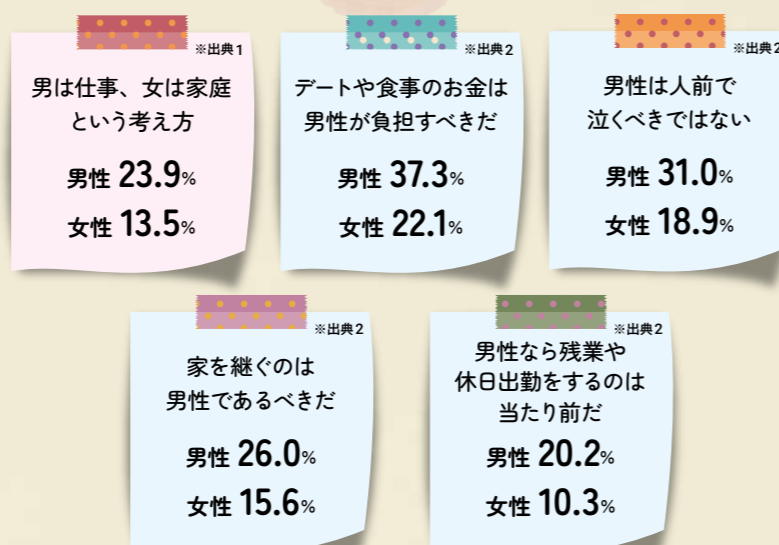 ※出典1
男は仕事、女は家庭
という考え方
男性 23.9%
女性 13.5%
※出典2
デートや食事のお金は
男性が負担すべきだ
男性 37.3%
女性 22.1%
※出典2
男性は人前で
泣くべきではない
男性 31.0%
女性 18.9%
※出典2
家を継ぐのは
男性であるべきだ
男性 26.0%
女性 15.6%
※出典2
男性なら残業や
休日出勤をするのは
当たり前だ
男性 20.2%
女性 10.3%